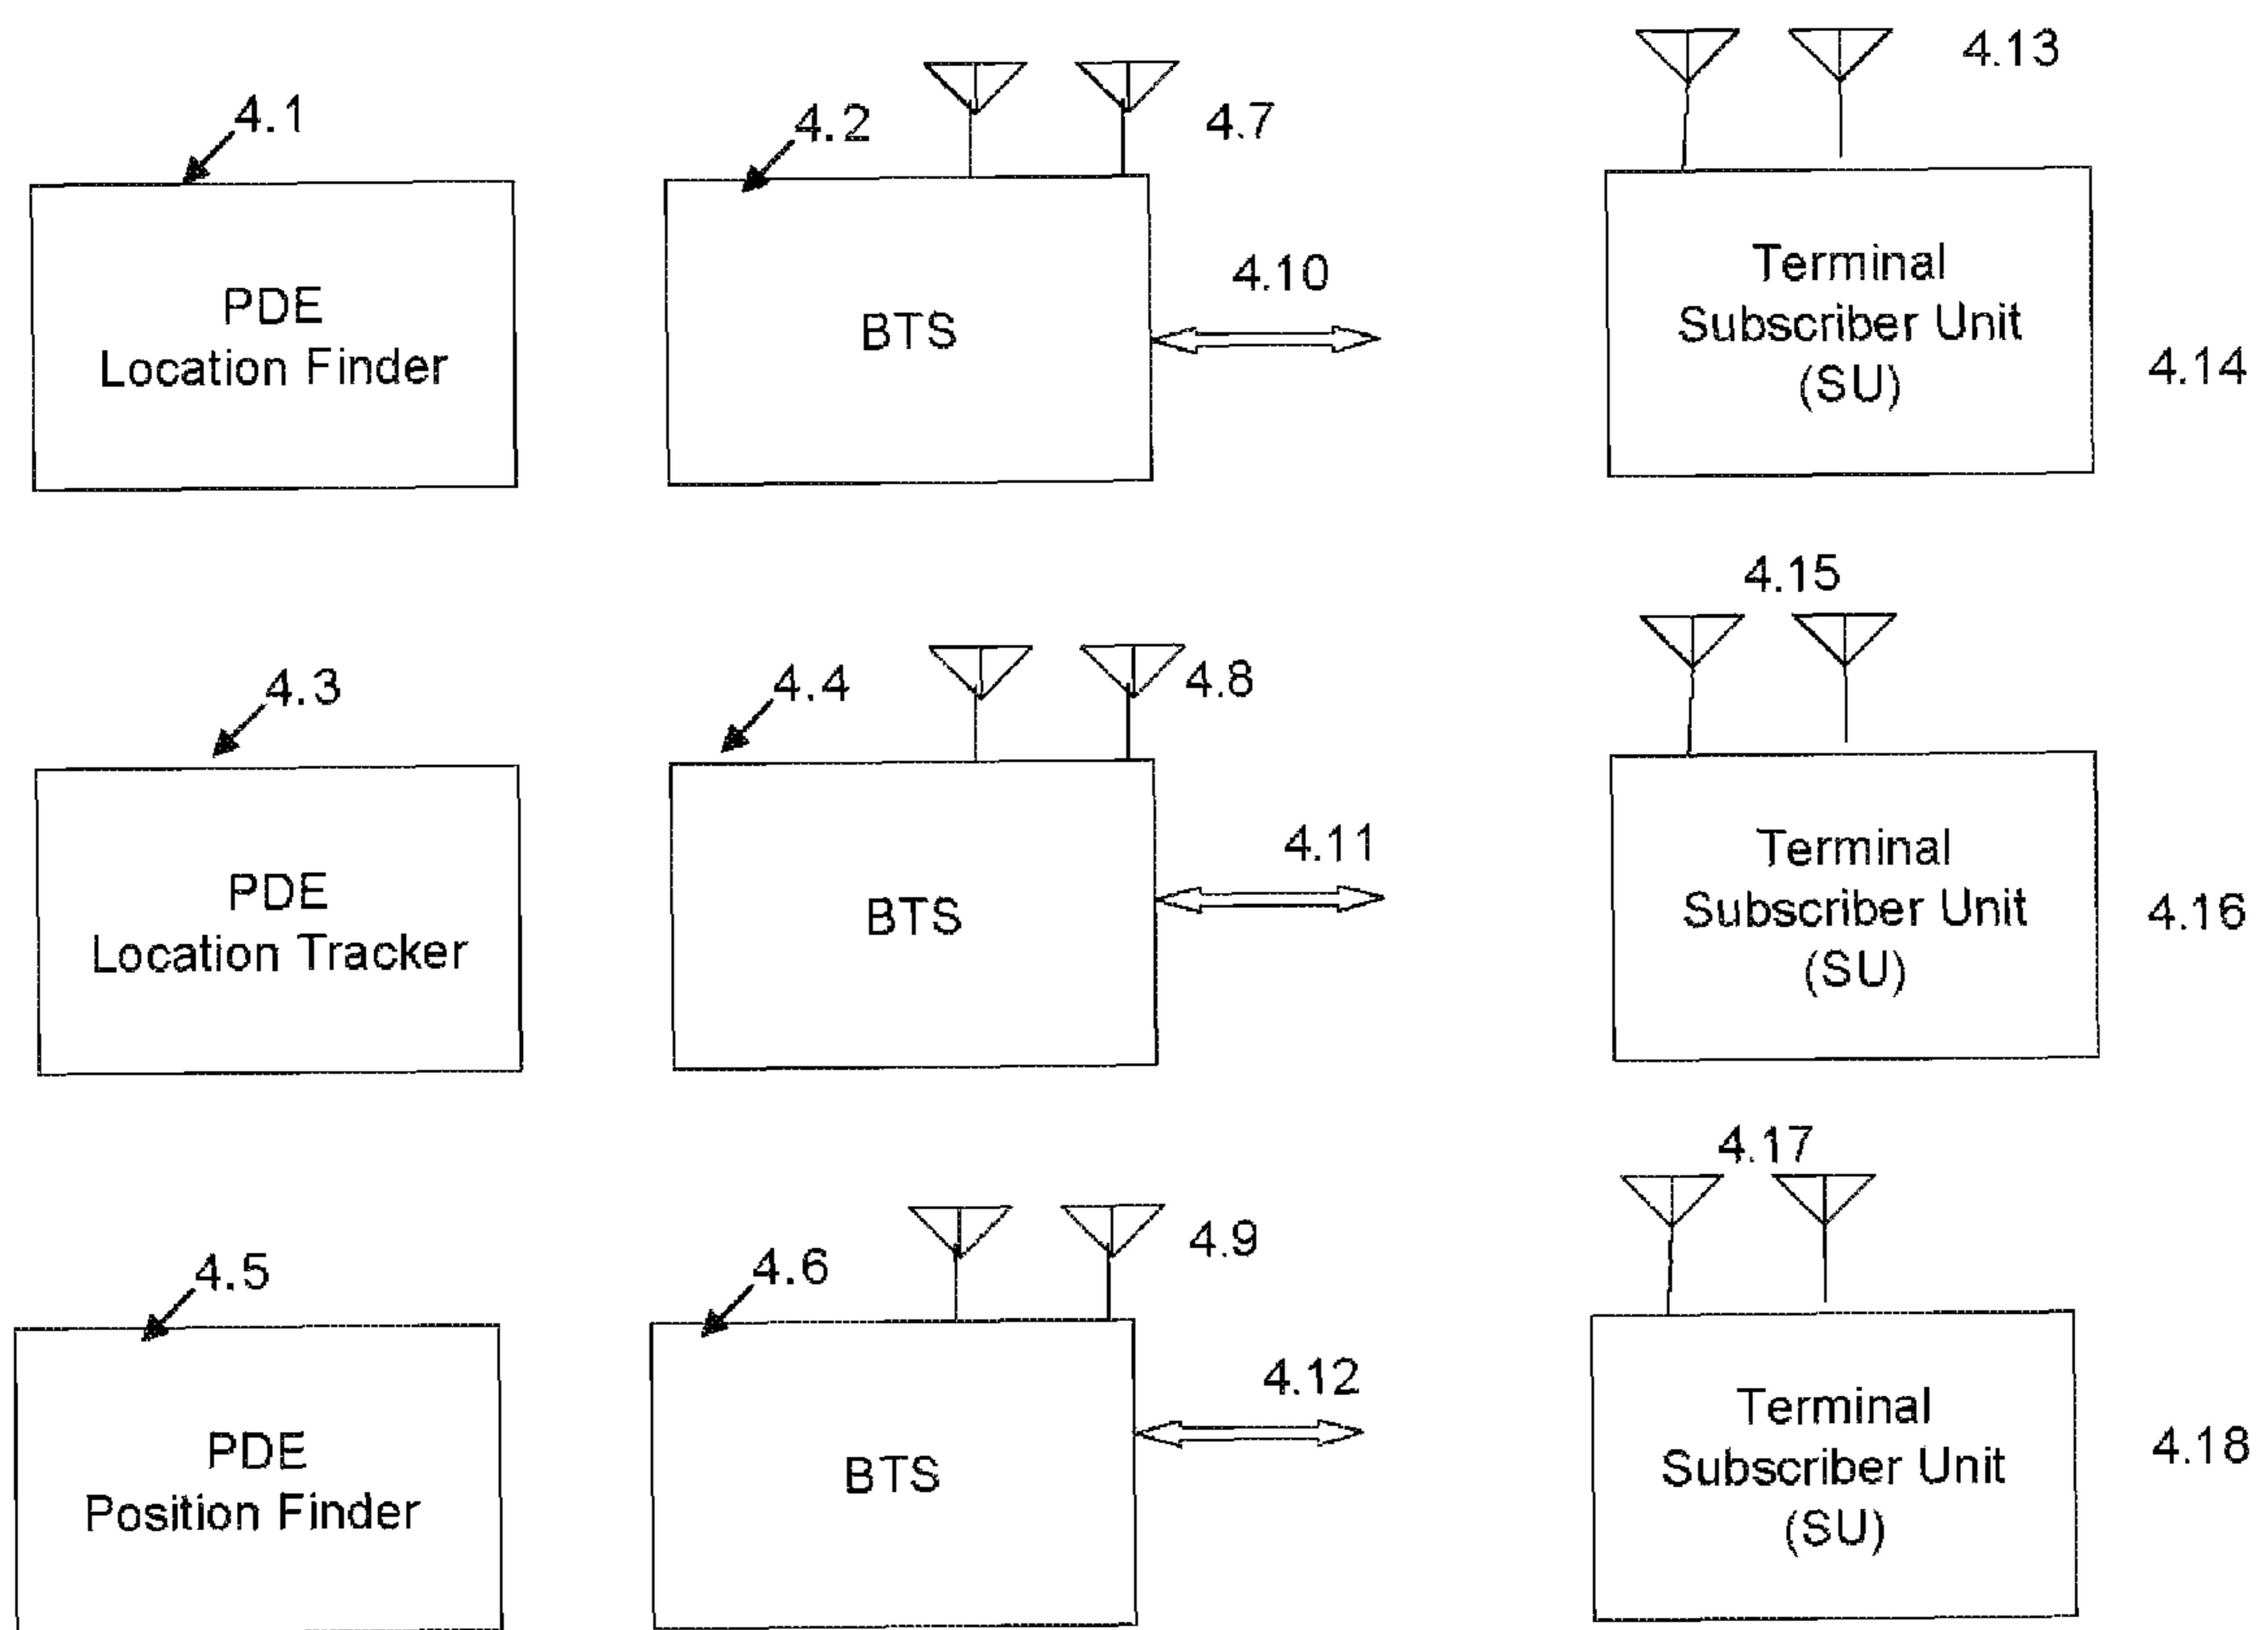 4.13
4.1
4.2
4.7
PDE
Location Finder
BTS
4.10
Terminal
Subscriber Unit
(SU)
4.14
4.15
4.3
4.4
4.8
PDE
Location Tracker
BTS
4.11
Terminal
Subscriber Unit
(SU)
4.16
4.17
4.5
4.6
4.9
PDE
Position Finder
BTS
4.12
Terminal
Subscriber Unit
(SU)
4.18